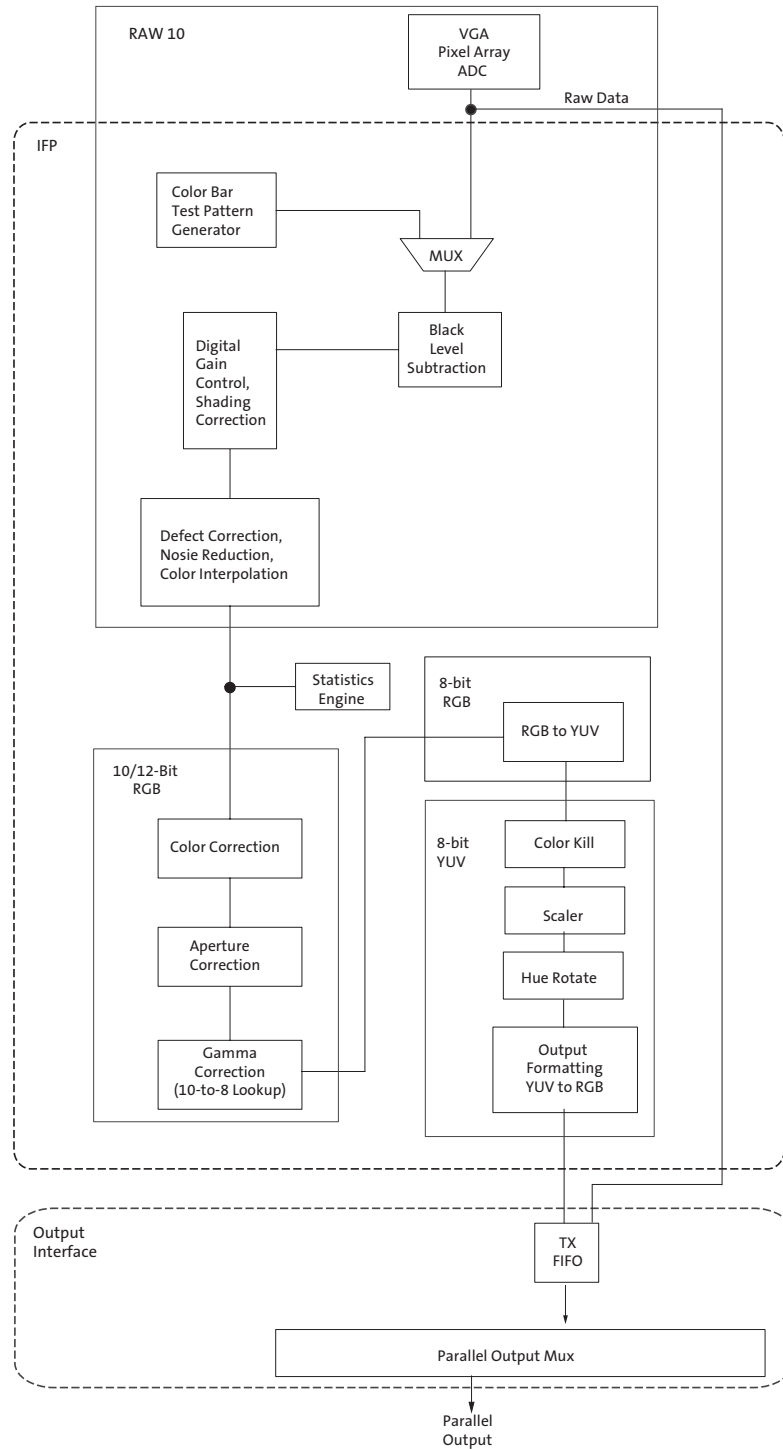 RAW 10
VGA
Pixel Array
ADC
Raw Data
IFP
Color Bar
Test Pattern
Generator
MUX
Digital
Gain
Control,
Shading
Correction
Black
Level
Subtraction
Defect Correction,
Nosie Reduction,
Color Interpolation
Statistics
Engine
8-bit
RGB
RGB to YUV
10/12-Bit
RGB
Color Correction
Aperture
Correction
Gamma
Correction
(10-to-8 Lookup)
8-bit
YUV
Color Kill
Scaler
Hue Rotate
Output
Formatting
YUV to RGB
Output
Interface
TX
FIFO
Parallel Output Mux
Parallel
Output